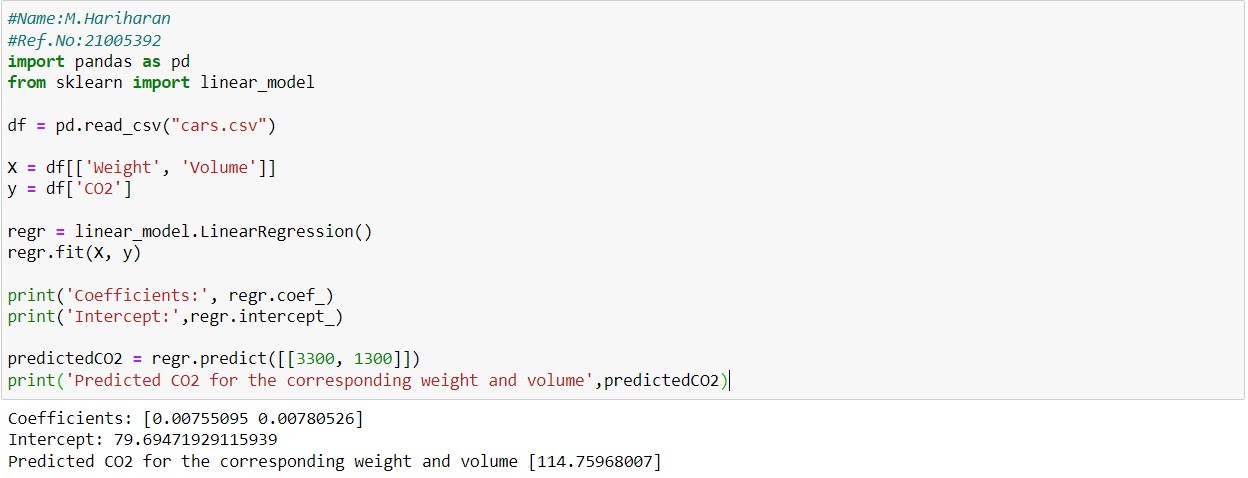 #Name:M.Hariharan
#Ref.No:21005392
import pandas as pd
from sklearn import linear_model
df = pd.read_csv("cars.csv")
X = df[['Weight', 'Volume']]
y = df['CO2']
regr = linear_model.LinearRegression()
regr.fit(X, y)
print('Coefficients:', regr.coef_)
print('Intercept:',regr.intercept_)
predictedCO2 = regr.predict([[3300, 1300]])
print('Predicted CO2 for the corresponding weight and volume',predictedCO2)
Coefficients: [0.00755095 0.00780526]
Intercept: 79.69471929115939
Predicted CO2 for the corresponding weight and volume [114.75968007]